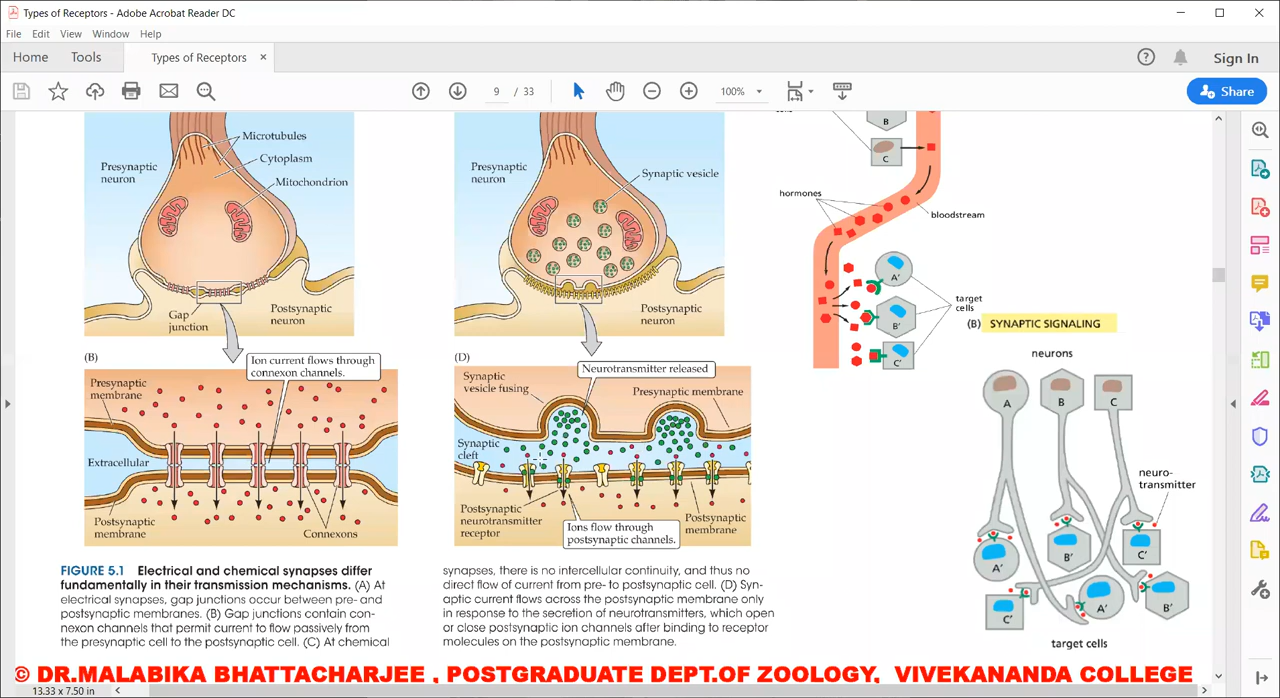 Types of Receptors - Adobe Acrobat Reader DC
File Edit View Window Help
Home Tools Types of Receptors ×
Sign In
9 / 33
100%
Share
Microtubules
Cytoplasm
Mitochondrion
Presynaptic
neuron
Gap
junction
Postsynaptic
neuron
Presynaptic
neuron
Synaptic vesicle
Postsynaptic
neuron
(B)
Ion current flows through
connexon channels.
Presynaptic
membrane
Extracellular
Postsynaptic
membrane
Connexons
(D)
Neurotransmitter released
Synaptic
vesicle fusing
Presynaptic membrane
Synaptic
cleft
Postsynaptic
neurotransmitter
receptor
Ions flow through
postsynaptic channels.
Postsynaptic
membrane
FIGURE 5.1 Electrical and chemical synapses differ
fundamentally in their transmission mechanisms. (A) At
electrical synapses, gap junctions occur between pre- and
postsynaptic membranes. (B) Gap junctions contain con-
nexon channels that permit current to flow passively from
the presynaptic cell to the postsynaptic cell. (C) At chemical
synapses, there is no intercellular continuity, and thus no
direct flow of current from pre- to postsynaptic cell. (D) Syn-
current flows across the postsynaptic membrane only
in response to the secretion of neurotransmitters, which open
or close postsynaptic ion channels after binding to receptor
molecules on the postsynaptic membrane.
B
C
hormones
bloodstream
A'
B'
C'
target
cells
(B) SYNAPTIC SIGNALING
neurons
A B C
neuro-
transmitter
A'
B'
C'
C'
A'
B'
target cells
© DR.MALABIKA BHATTACHARJEE , POSTGRADUATE DEPT.OF ZOOLOGY, VIVEKANANDA COLLEGE
13.33 x 7.50 in